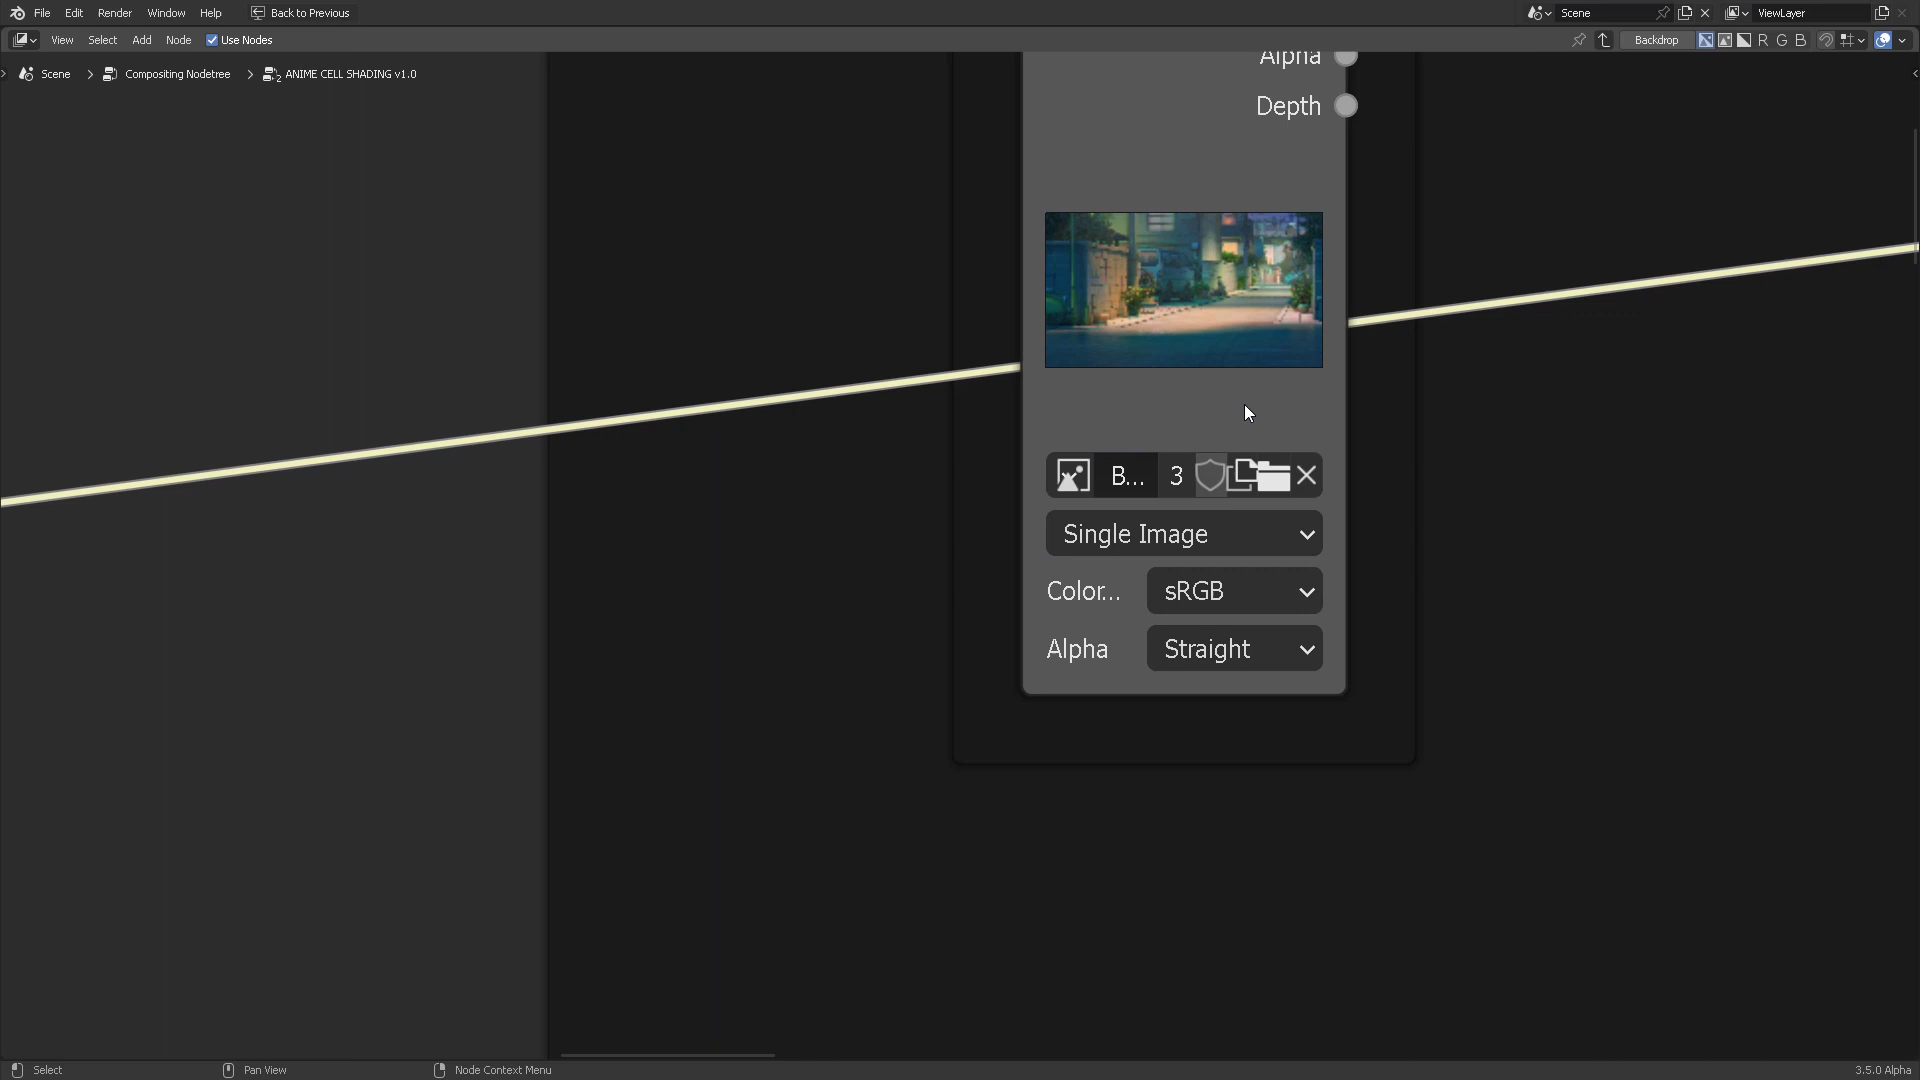 File Edit Render Window Help Back to Previous Scene ViewLayer
View Select Add Node Use Nodes Backdrop R G B
Scene Compositing Nodetree 2 ANIME CELL SHADING v1.0
Alpha
Depth
B... 3
Single Image
Color... sRGB
Alpha Straight
Select Pan View Node Context Menu 3.5.0 Alpha